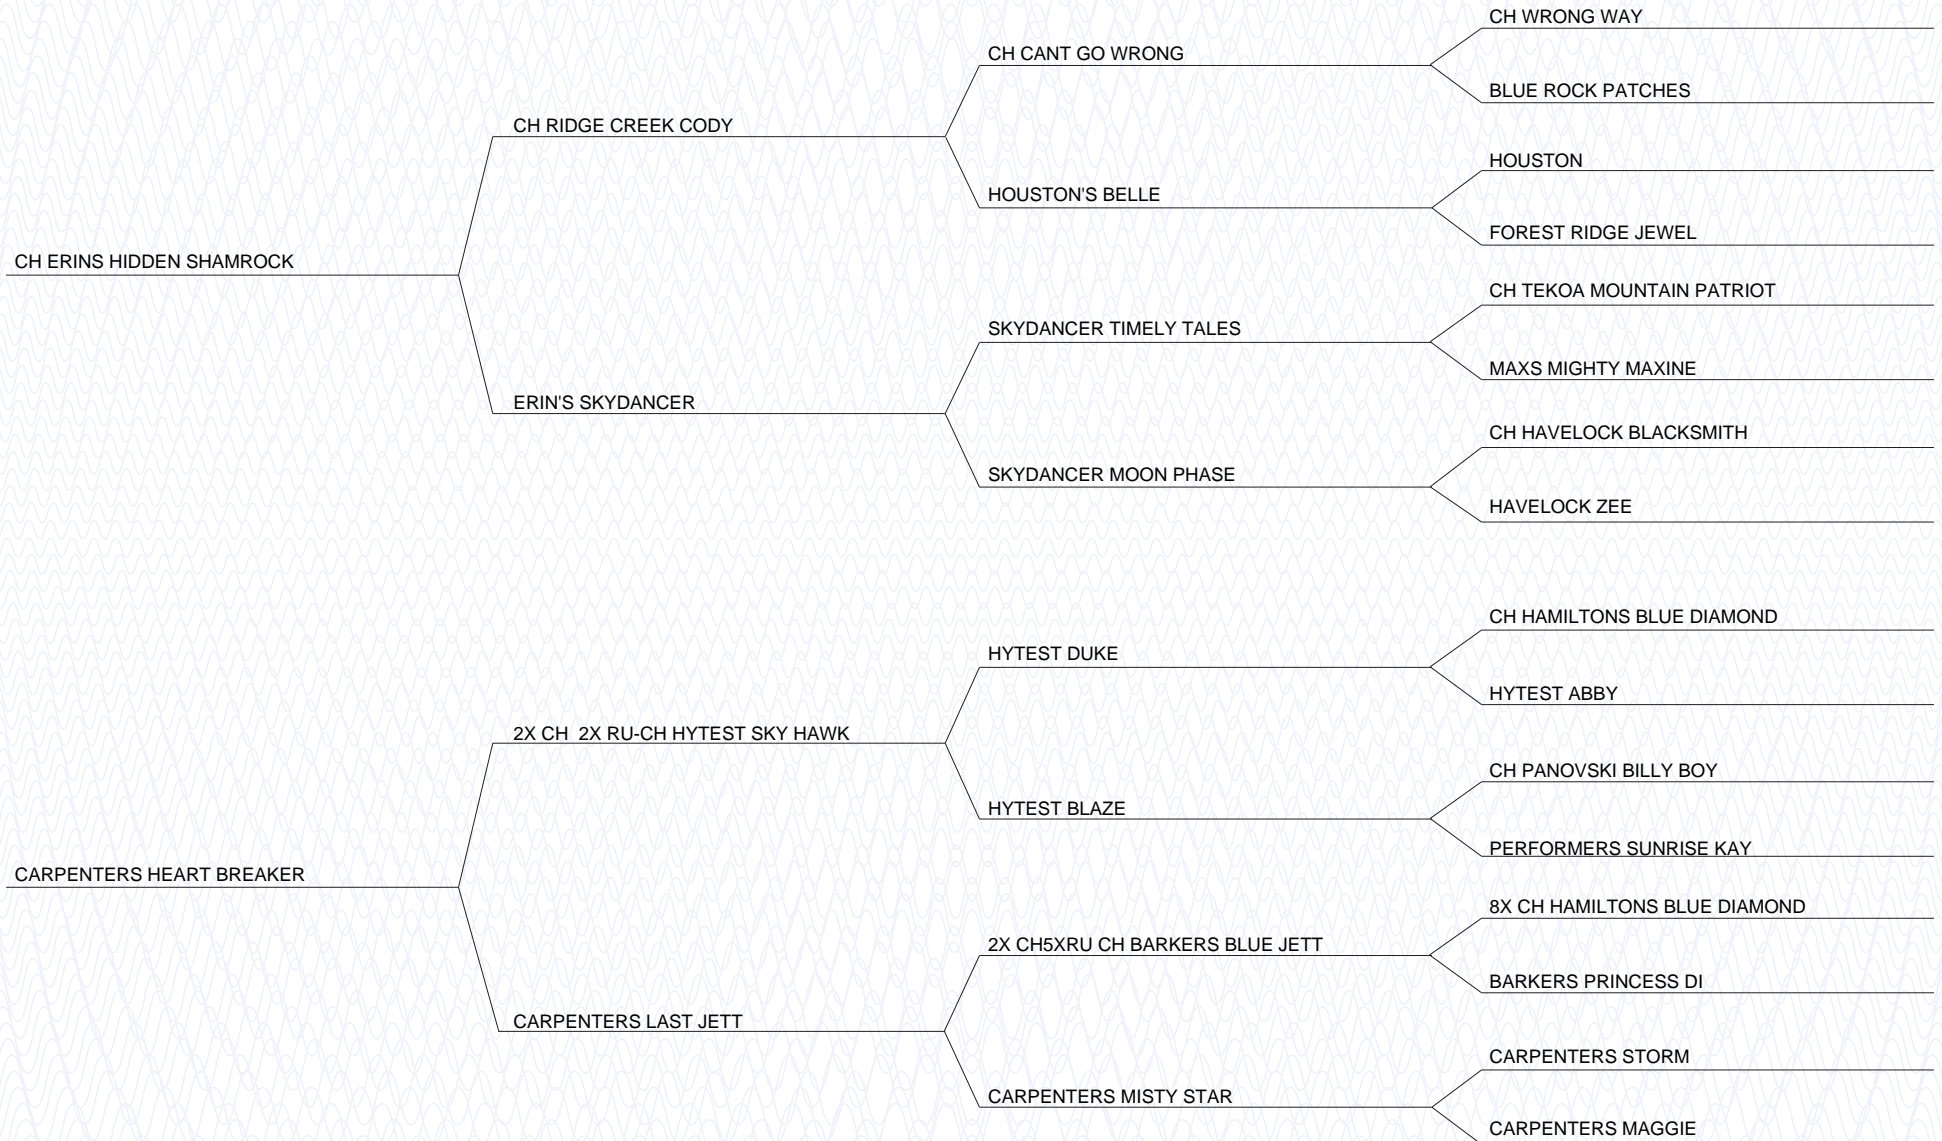 CH WRONG WAY
CH CANT GO WRONG
BLUE ROCK PATCHES
CH RIDGE CREEK CODY
HOUSTON
HOUSTON'S BELLE
FOREST RIDGE JEWEL
CH ERINS HIDDEN SHAMROCK
CH TEKOA MOUNTAIN PATRIOT
SKYDANCER TIMELY TALES
MAXS MIGHTY MAXINE
ERIN'S SKYDANCER
CH HAVELOCK BLACKSMITH
SKYDANCER MOON PHASE
HAVELOCK ZEE
CH HAMILTONS BLUE DIAMOND
HYTEST DUKE
HYTEST ABBY
2X CH  2X RU-CH HYTEST SKY HAWK
CH PANOVSKI BILLY BOY
HYTEST BLAZE
PERFORMERS SUNRISE KAY
CARPENTERS HEART BREAKER
8X CH HAMILTONS BLUE DIAMOND
2X CH5XRU CH BARKERS BLUE JETT
BARKERS PRINCESS DI
CARPENTERS LAST JETT
CARPENTERS STORM
CARPENTERS MISTY STAR
CARPENTERS MAGGIE